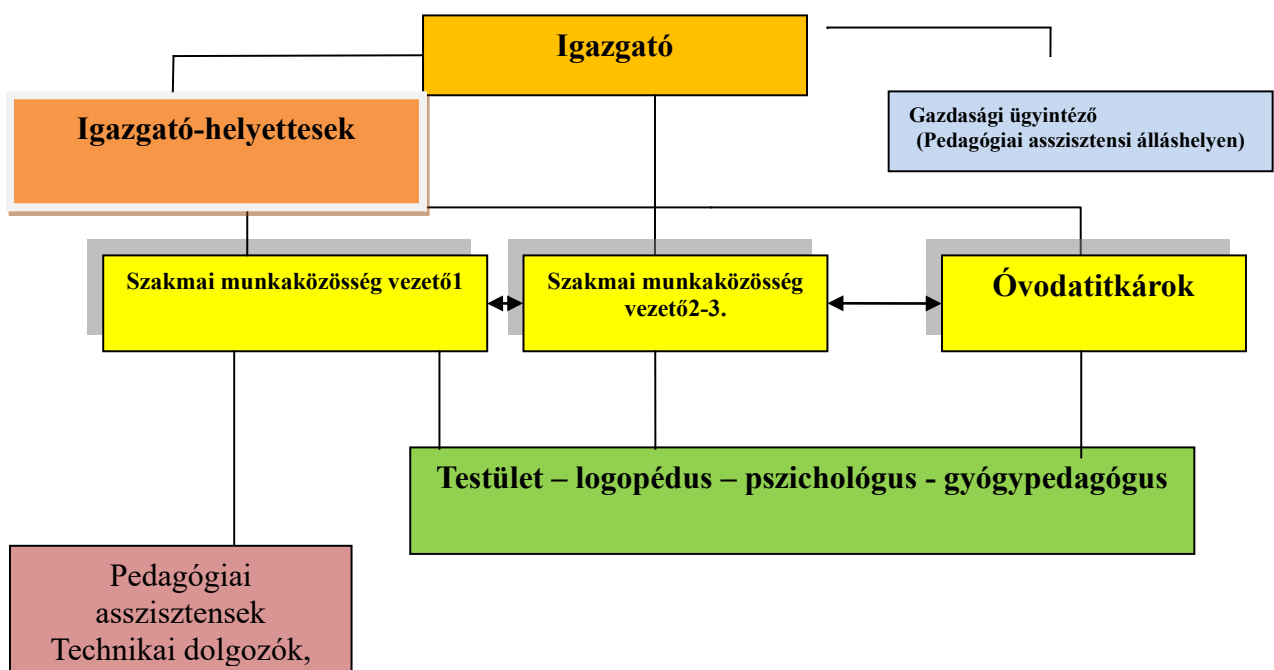 Igazgató
Igazgató-helyettesek
Gazdasági ügyintéző
(Pedagógiai asszisztensi álláshelyen)
Szakmai munkaközösség vezető1
Szakmai munkaközösség
vezető2-3.
Óvodatitkárok
Testület – logopédus – pszichológus - gyógypedagógus
Pedagógiai
asszisztensek
Technikai dolgozók,